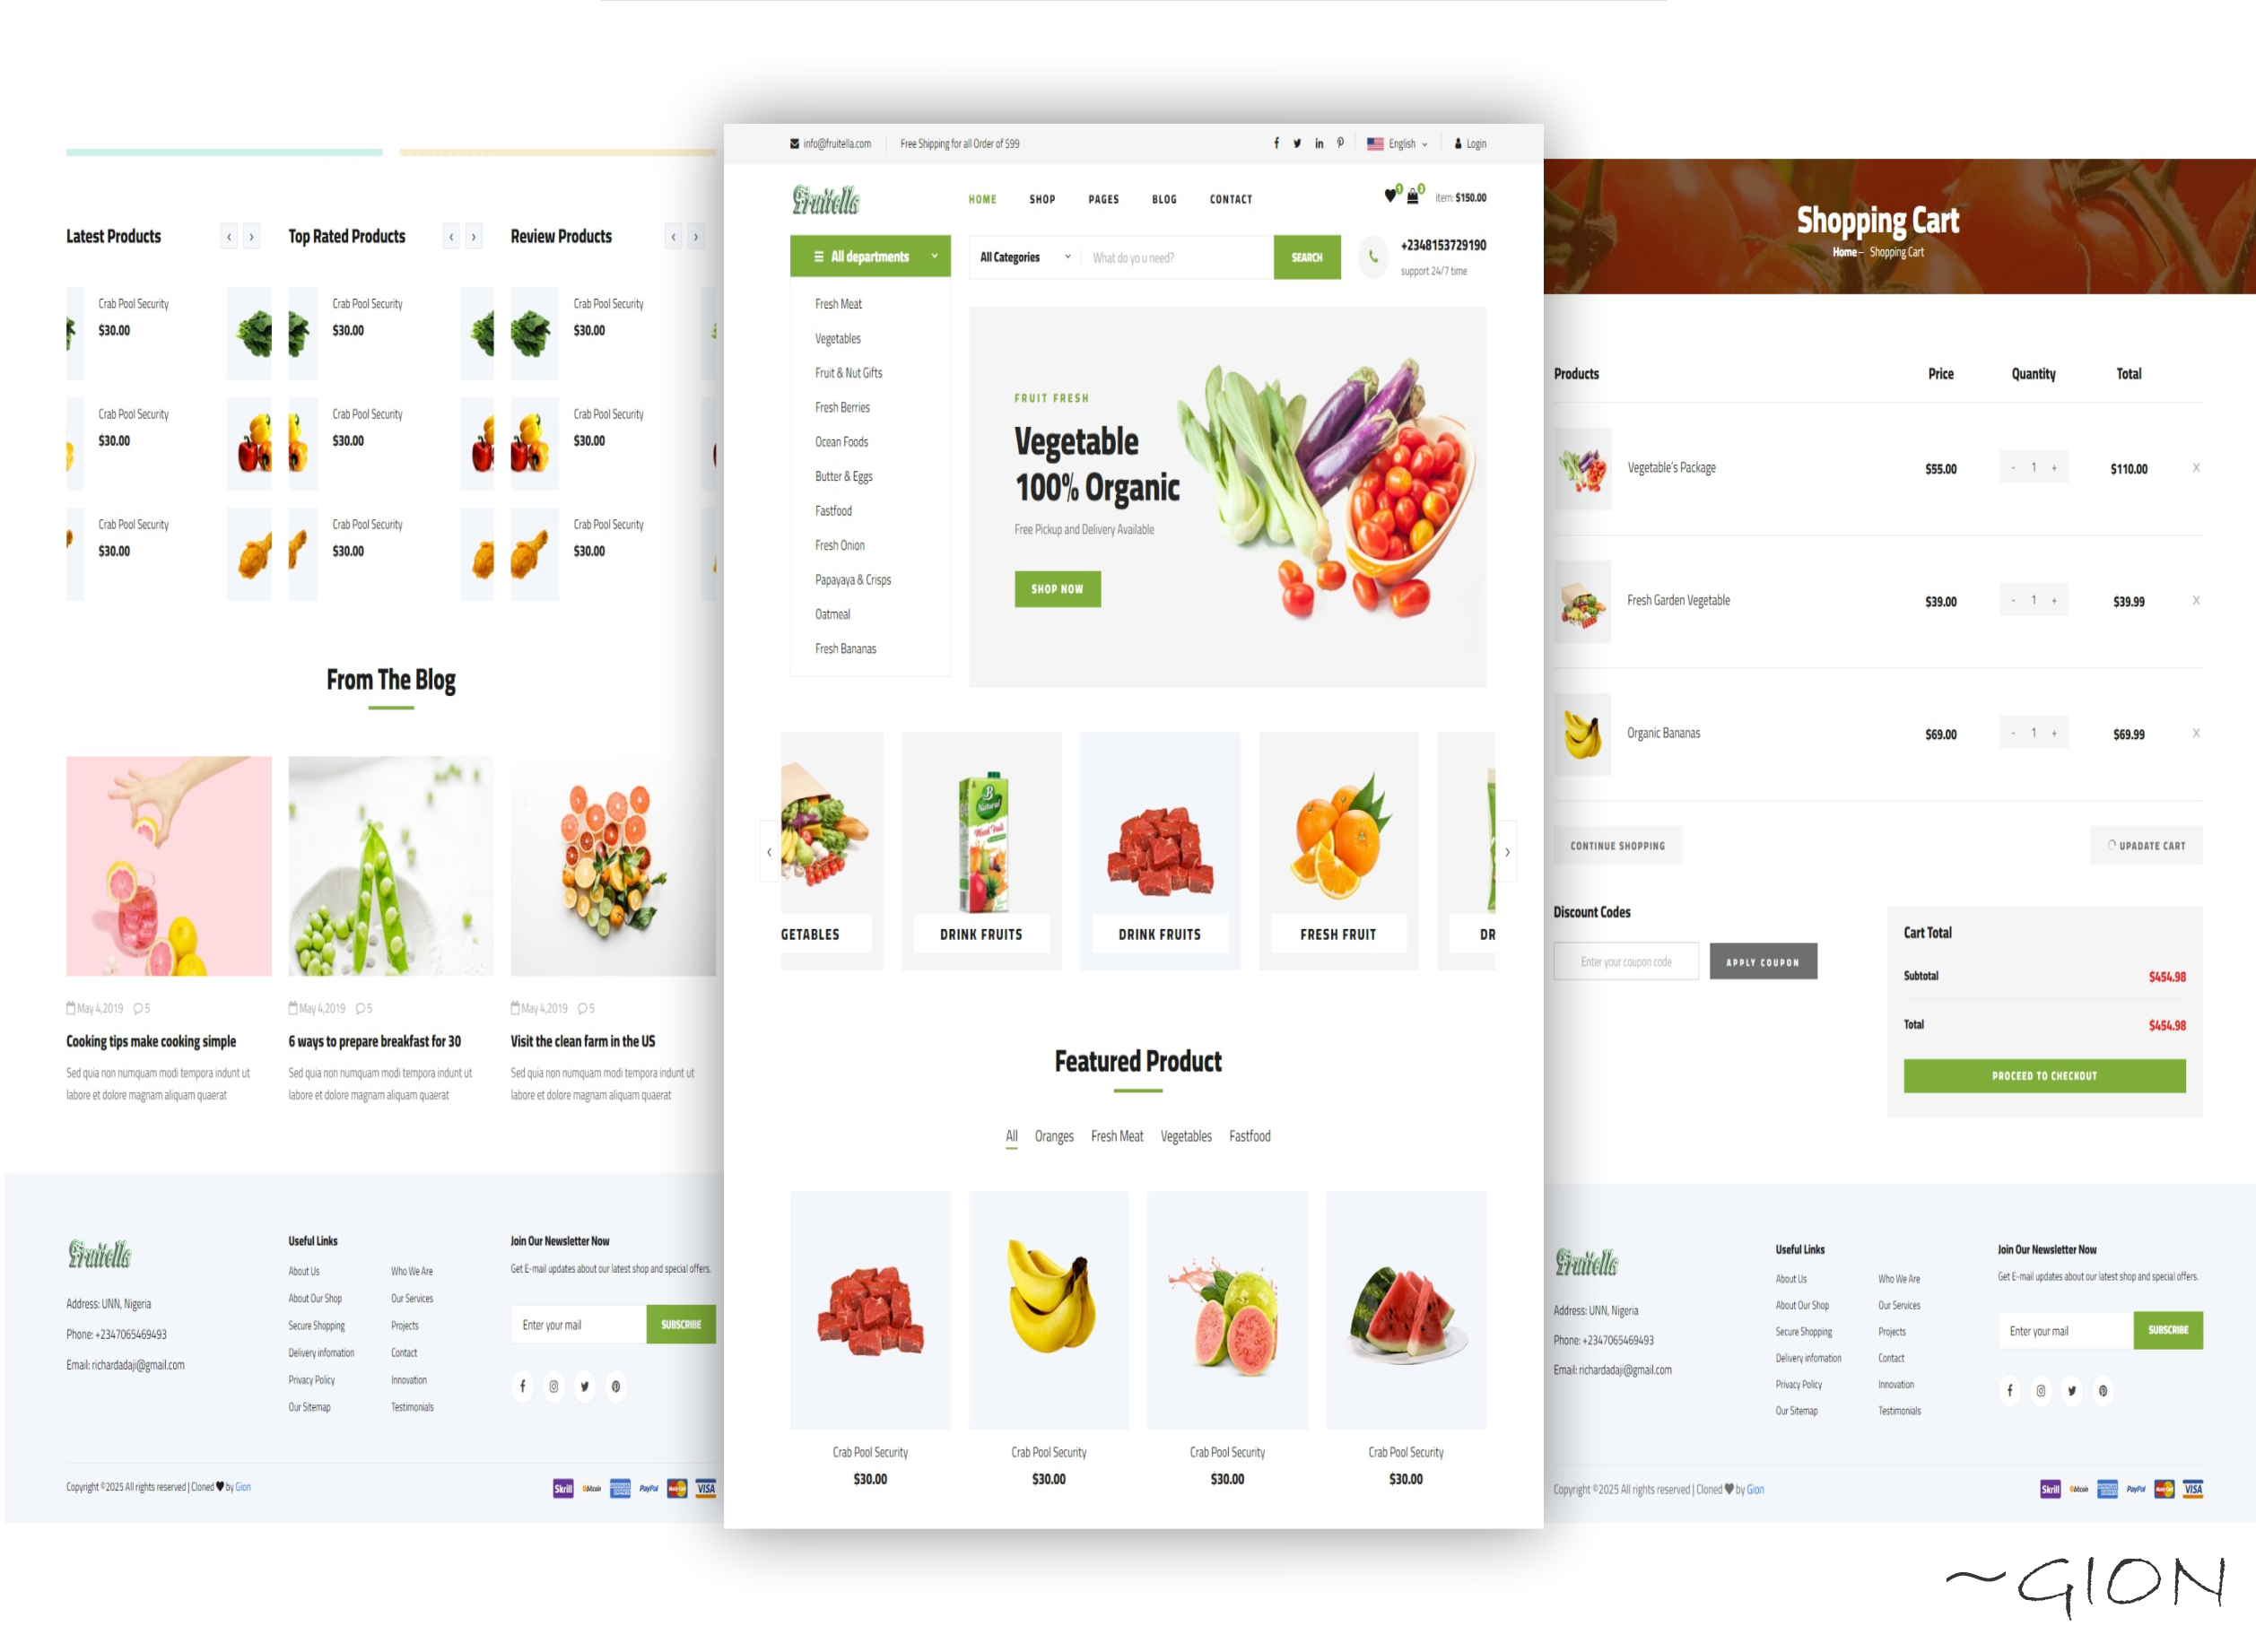 Latest Products
Top Rated Products
Review Products
Crab Pool Security
$30.00
Crab Pool Security
$30.00
Crab Pool Security
$30.00
Crab Pool Security
$30.00
Crab Pool Security
$30.00
Crab Pool Security
$30.00
Crab Pool Security
$30.00
Crab Pool Security
$30.00
Crab Pool Security
$30.00
From The Blog
May 4,2019 5
Cooking tips make cooking simple
Sed quia non numquam modi tempora indunt ut
labore et dolore magnam aliquam quaerat
May 4,2019 5
6 ways to prepare breakfast for 30
Sed quia non numquam modi tempora indunt ut
labore et dolore magnam aliquam quaerat
May 4,2019 5
Visit the clean farm in the US
Sed quia non numquam modi tempora indunt ut
labore et dolore magnam aliquam quaerat
Fruitella
Address: UNN, Nigeria
Phone: +2347065469493
Email: richardadaji@gmail.com
Useful Links
About Us
About Our Shop
Secure Shopping
Delivery infomation
Privacy Policy
Our Sitemap
Who We Are
Our Services
Projects
Contact
Innovation
Testimonials
Join Our Newsletter Now
Get E-mail updates about our latest shop and special offers.
Enter your mail
SUBSCRIBE
Copyright ©2025 All rights reserved | Cloned by Gion
Skrill bitcoin PayPal MasterCard VISA
info@fruitella.com
Free Shipping for all Order of $99
English
Login
Fruitella
HOME SHOP PAGES BLOG CONTACT
1 3 item: $150.00
All departments
All Categories
What do yo u need?
SEARCH
+2348153729190
support 24/7 time
Fresh Meat
Vegetables
Fruit & Nut Gifts
Fresh Berries
Ocean Foods
Butter & Eggs
Fastfood
Fresh Onion
Papayaya & Crisps
Oatmeal
Fresh Bananas
FRUIT FRESH
Vegetable
100% Organic
Free Pickup and Delivery Available
SHOP NOW
B
Natural
Mixed Fruit
GETABLES
DRINK FRUITS
DRINK FRUITS
FRESH FRUIT
DR
Featured Product
All Oranges Fresh Meat Vegetables Fastfood
Crab Pool Security
$30.00
Crab Pool Security
$30.00
Crab Pool Security
$30.00
Crab Pool Security
$30.00
Shopping Cart
Home – Shopping Cart
Products Price Quantity Total
Vegetable's Package $55.00 - 1 + $110.00 X
Fresh Garden Vegetable $39.00 - 1 + $39.99 X
Organic Bananas $69.00 - 1 + $69.99 X
CONTINUE SHOPPING
UPADATE CART
Discount Codes
Enter your coupon code
APPLY COUPON
Cart Total
Subtotal $454.98
Total $454.98
PROCEED TO CHECKOUT
Fruitella
Address: UNN, Nigeria
Phone: +2347065469493
Email: richardadaji@gmail.com
Useful Links
About Us
About Our Shop
Secure Shopping
Delivery infomation
Privacy Policy
Our Sitemap
Who We Are
Our Services
Projects
Contact
Innovation
Testimonials
Join Our Newsletter Now
Get E-mail updates about our latest shop and special offers.
Enter your mail
SUBSCRIBE
Copyright ©2025 All rights reserved | Cloned by Gion
Skrill bitcoin PayPal MasterCard VISA
~GION